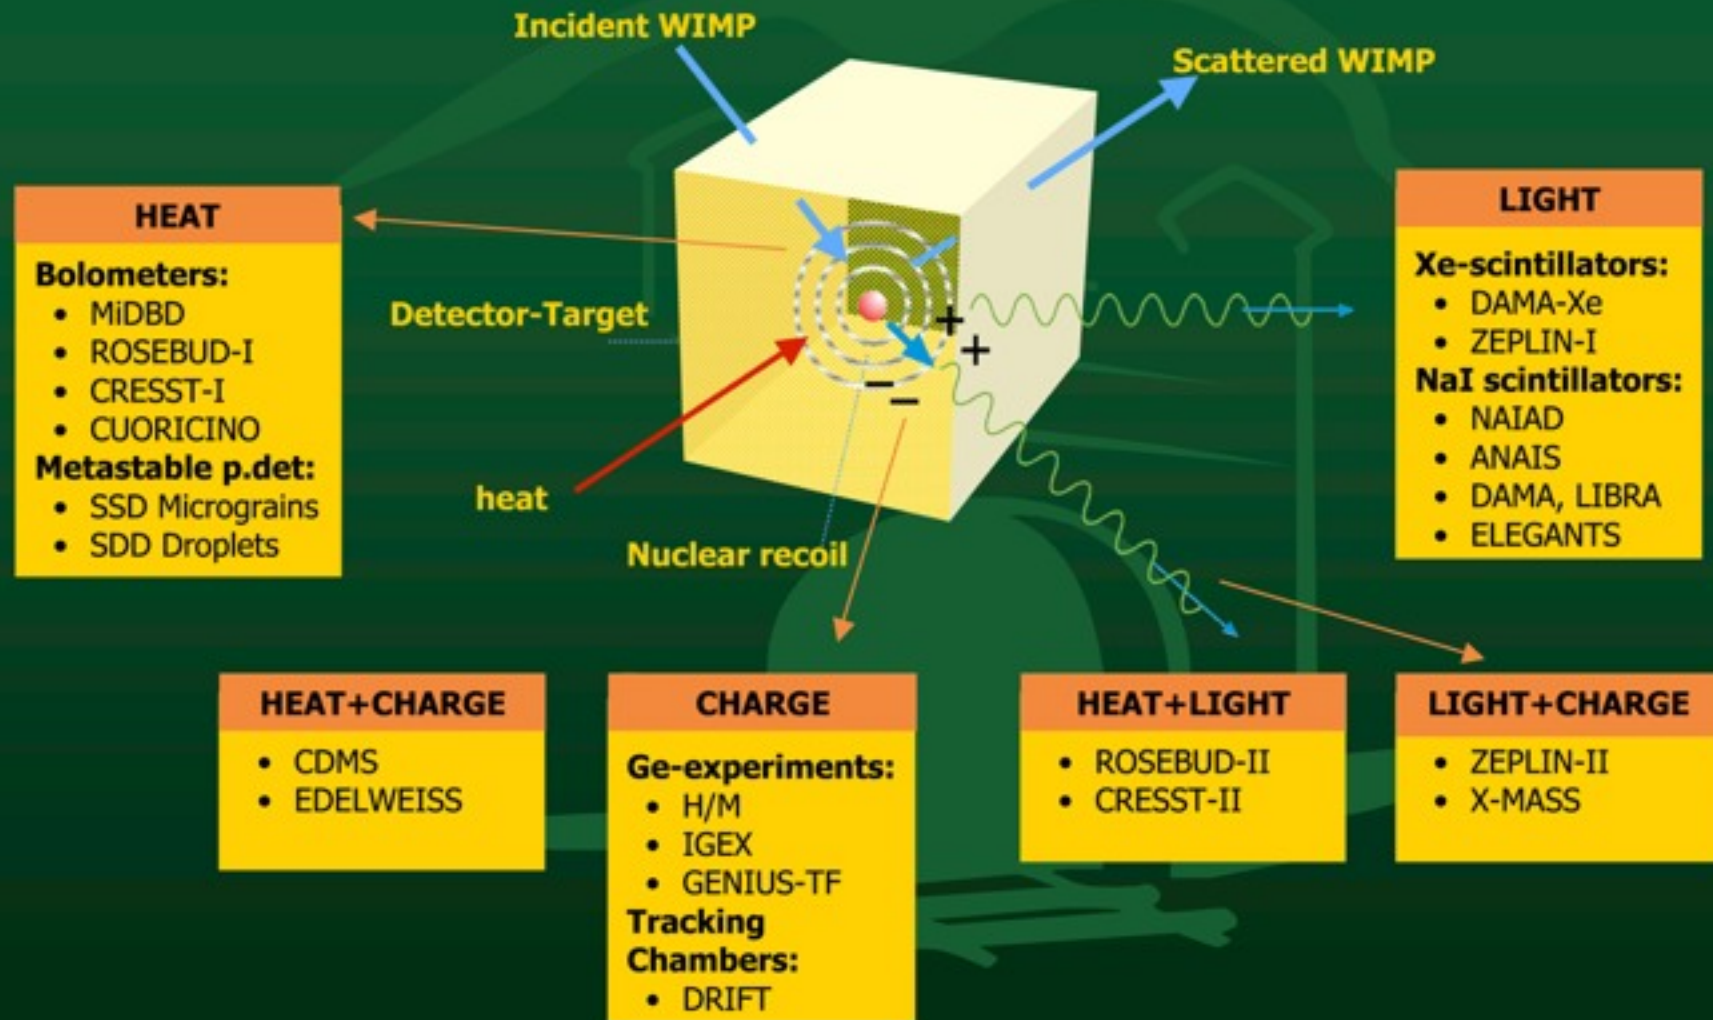 Incident WIMP
Scattered WIMP
HEAT
Bolometers:
• MiDBD
• ROSEBUD-I
• CRESST-I
• CUORICINO
Metastable p.det:
• SSD Micrograins
• SDD Droplets
Detector-Target
+
+
−
−
heat
Nuclear recoil
LIGHT
Xe-scintillators:
• DAMA-Xe
• ZEPLIN-I
NaI scintillators:
• NAIAD
• ANAIS
• DAMA, LIBRA
• ELEGANTS
HEAT+CHARGE
• CDMS
• EDELWEISS
CHARGE
Ge-experiments:
• H/M
• IGEX
• GENIUS-TF
Tracking
Chambers:
• DRIFT
HEAT+LIGHT
• ROSEBUD-II
• CRESST-II
LIGHT+CHARGE
• ZEPLIN-II
• X-MASS